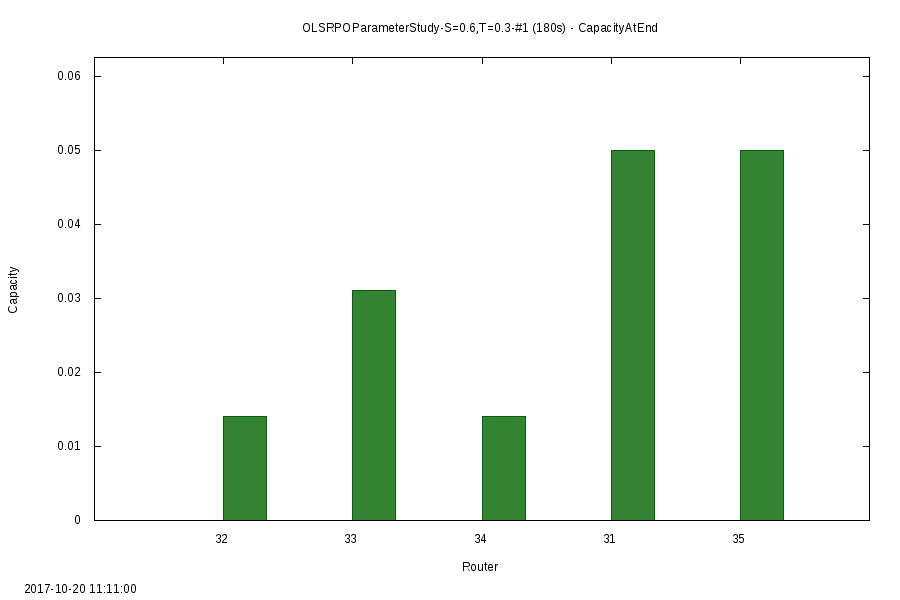 OLSRPOParameterStudy-S=0.6,T=0.3-#1 (180s) - CapacityAtEnd
0.06
0.05
0.04
0.03
0.02
0.01
0
Capacity
32 33 34 31 35
Router
2017-10-20 11:11:00